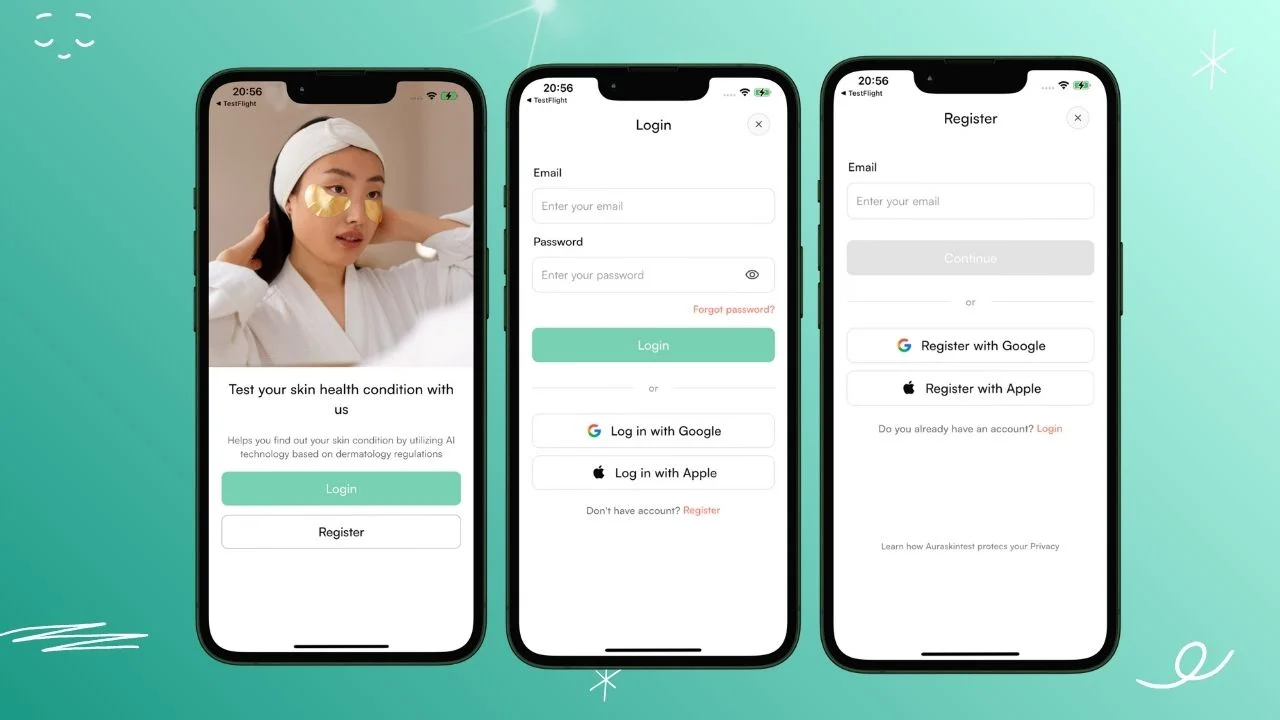 20:56
◀ TestFlight
Test your skin health condition with
us
Helps you find out your skin condition by utilizing AI
technology based on dermatology regulations
Login
Register
20:56
◀ TestFlight
Login
Email
Enter your email
Password
Enter your password
Forgot password?
Login
or
Log in with Google
Log in with Apple
Don't have account? Register
20:56
◀ TestFlight
Register
Email
Enter your email
Continue
or
Register with Google
Register with Apple
Do you already have an account? Login
Learn how Auraskintest protecs your Privacy